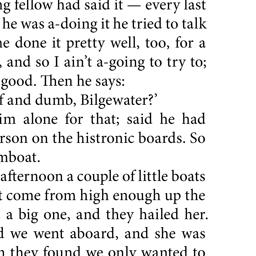 ng fellow had said it — every last
he was a-doing it he tried to talk
e done it pretty well, too, for a
, and so I ain’t a-going to try to;
good. Then he says:
f and dumb, Bilgewater?’
im alone for that; said he had
rson on the histronic boards. So
mboat.
afternoon a couple of little boats
t come from high enough up the
a big one, and they hailed her.
d we went aboard, and she was
n they found we only wanted to